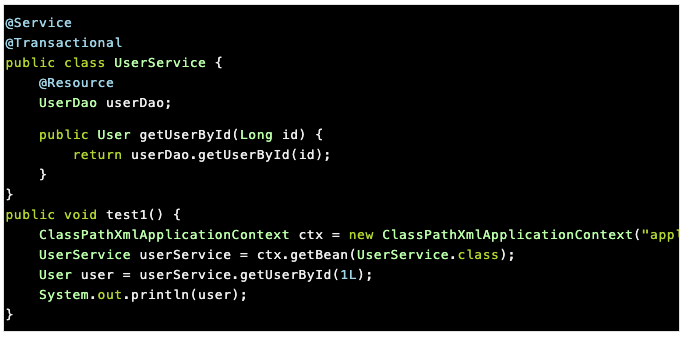 @Service
@Transactional
public class UserService {
    @Resource
    UserDao userDao;
    public User getUserById(Long id) {
        return userDao.getUserById(id);
    }
}
public void test1() {
    ClassPathXmlApplicationContext ctx = new ClassPathXmlApplicationContext("appl
    UserService userService = ctx.getBean(UserService.class);
    User user = userService.getUserById(1L);
    System.out.println(user);
}